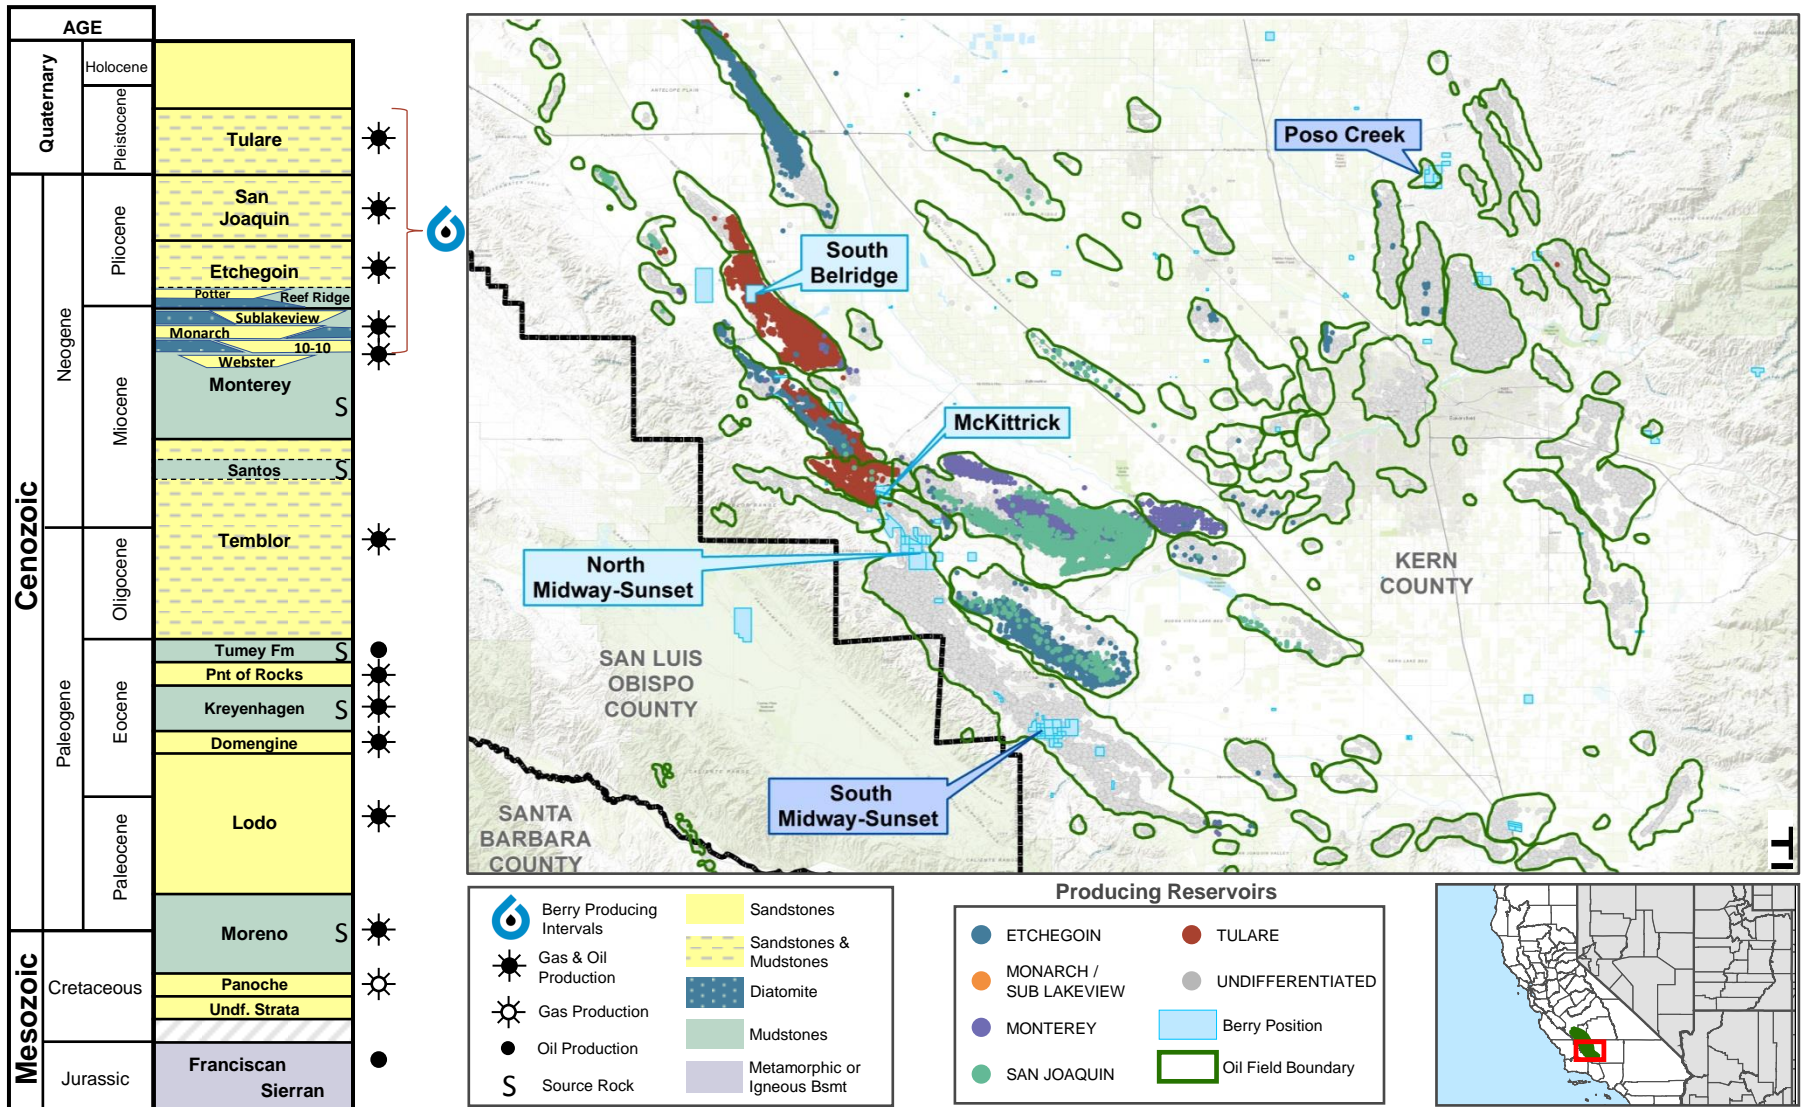 AGE
Quaternary
Holocene
Pleistocene
Cenozoic
Neogene
Pliocene
Miocene
Paleogene
Oligocene
Eocene
Paleocene
Mesozoic
Cretaceous
Jurassic
Tulare
San
Joaquin
Etchegoin
Potter
Reef Ridge
Sublakeview
Monarch
10-10
Webster
Monterey
S
Santos
S
Temblor
Tumey Fm
S
Pnt of Rocks
Kreyenhagen
S
Domengine
Lodo
Moreno
S
Panoche
Undf. Strata
Franciscan
Sierran
Poso Creek
South
Belridge
McKittrick
North
Midway-Sunset
South
Midway-Sunset
KERN
COUNTY
SAN LUIS
OBISPO
COUNTY
SANTA
BARBARA
COUNTY
Berry Producing
Intervals
Gas & Oil
Production
Gas Production
Oil Production
S
Source Rock
Sandstones
Sandstones &
Mudstones
Diatomite
Mudstones
Metamorphic or
Igneous Bsmt
Producing Reservoirs
ETCHEGOIN
MONARCH /
SUB LAKEVIEW
MONTEREY
SAN JOAQUIN
TULARE
UNDIFFERENTIATED
Berry Position
Oil Field Boundary